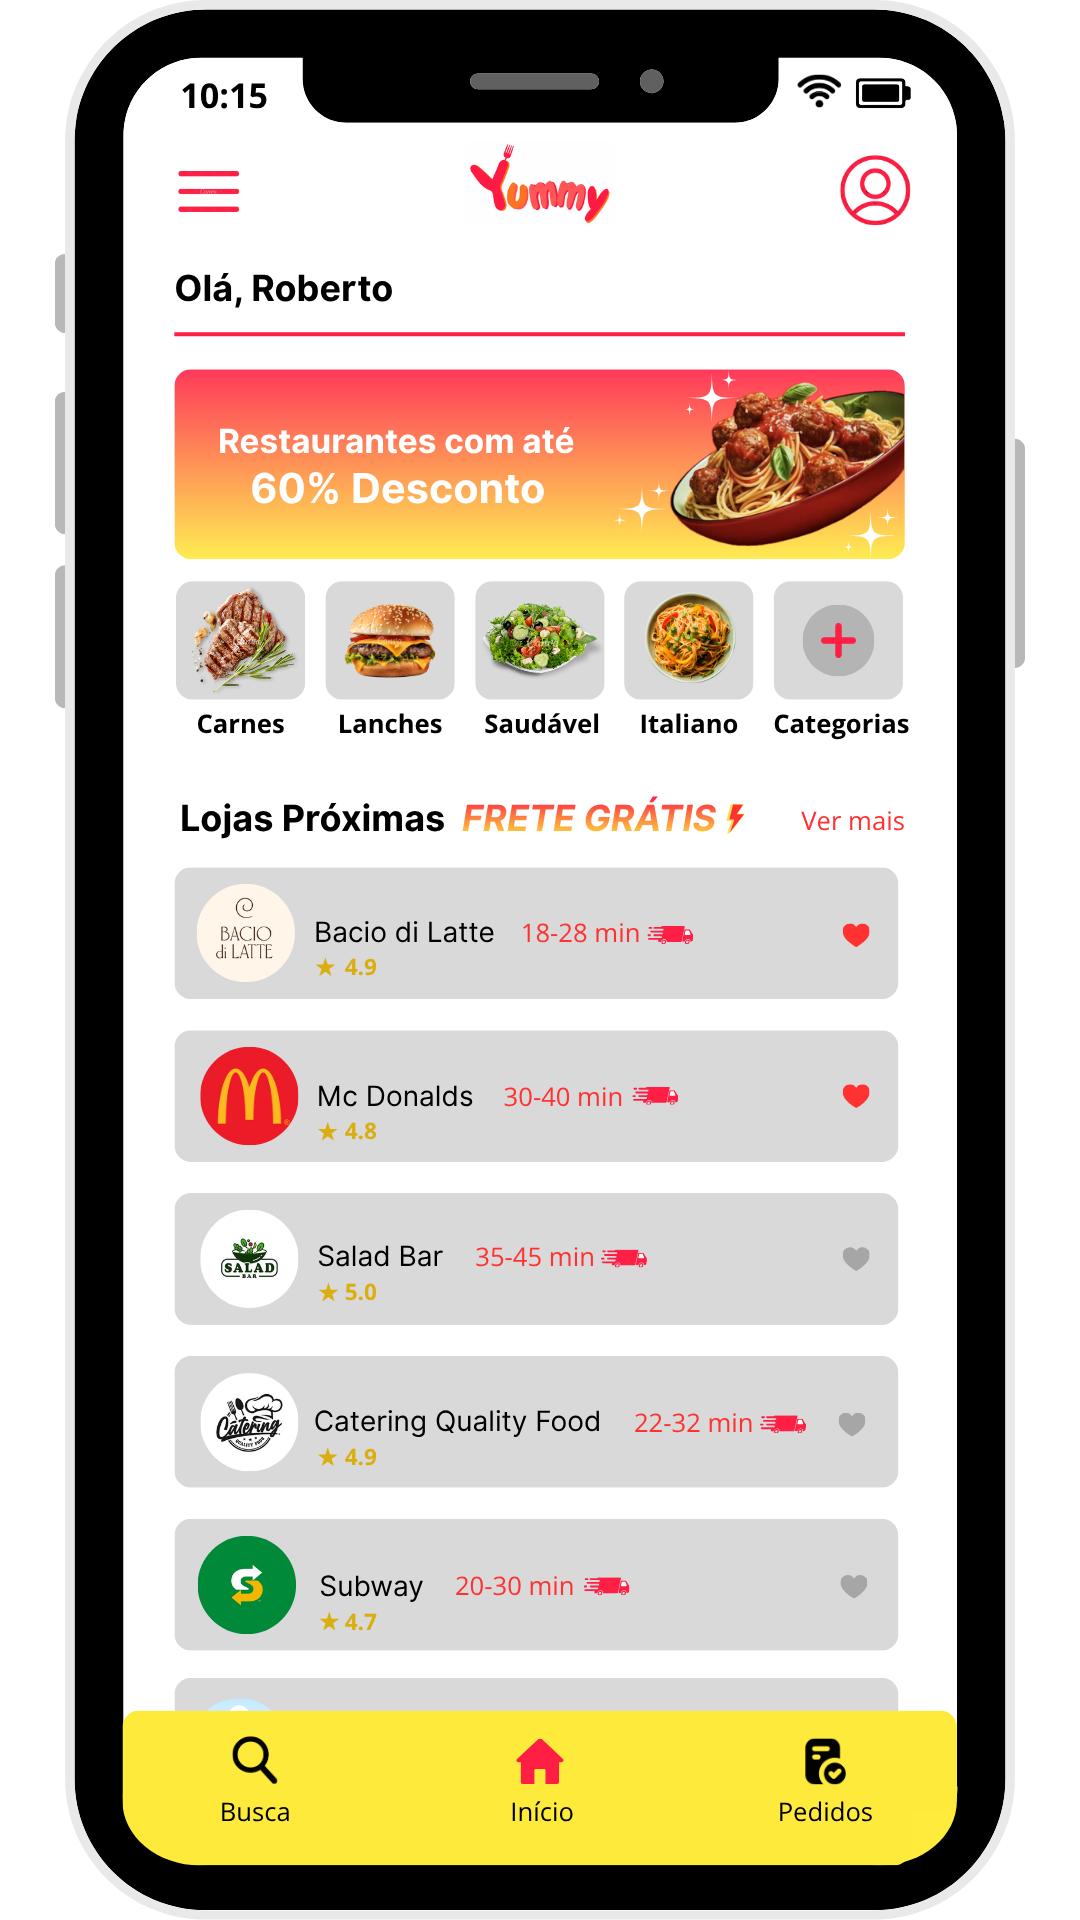 10:15
Yummy
Olá, Roberto
Restaurantes com até
60% Desconto
Carnes
Lanches
Saudável
Italiano
Categorias
Lojas Próximas FRETE GRÁTIS Ver mais
BACIO
di LATTE
Bacio di Latte 18-28 min
★ 4.9
Mc Donalds 30-40 min
★ 4.8
SALAD
BAR
Salad Bar 35-45 min
★ 5.0
Catering
QUALITY FOOD
Catering Quality Food 22-32 min
★ 4.9
Subway 20-30 min
★ 4.7
Busca
Início
Pedidos